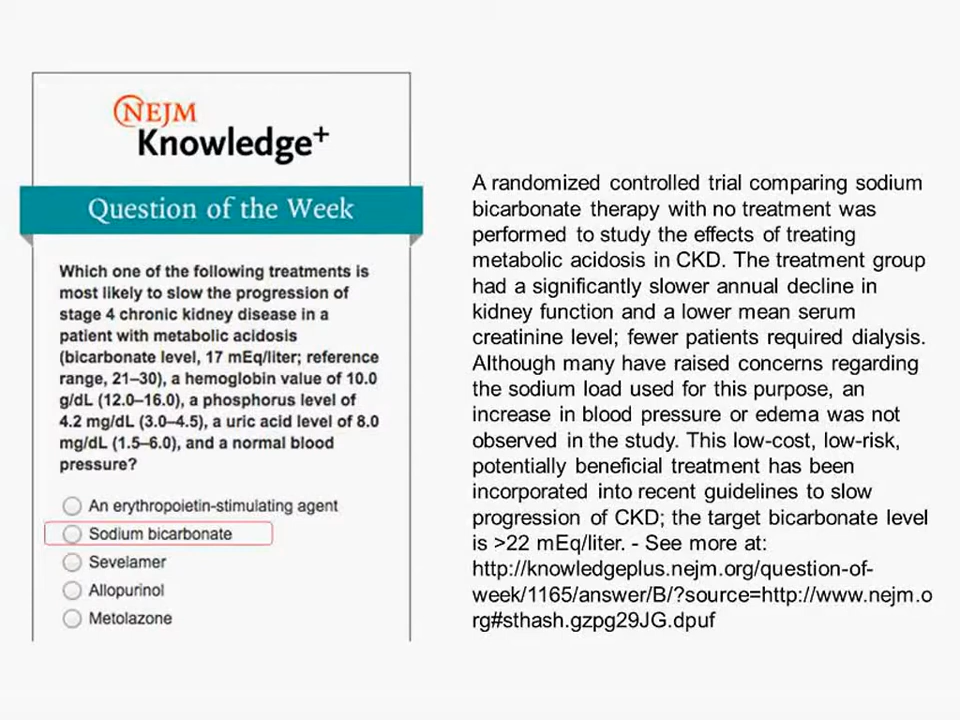 NEJM
Knowledge+
Question of the Week
Which one of the following treatments is
most likely to slow the progression of
stage 4 chronic kidney disease in a
patient with metabolic acidosis
(bicarbonate level, 17 mEq/liter; reference
range, 21–30), a hemoglobin value of 10.0
g/dL (12.0–16.0), a phosphorus level of
4.2 mg/dL (3.0–4.5), a uric acid level of 8.0
mg/dL (1.5–6.0), and a normal blood
pressure?
An erythropoietin-stimulating agent
Sodium bicarbonate
Sevelamer
Allopurinol
Metolazone
A randomized controlled trial comparing sodium
bicarbonate therapy with no treatment was
performed to study the effects of treating
metabolic acidosis in CKD. The treatment group
had a significantly slower annual decline in
kidney function and a lower mean serum
creatinine level; fewer patients required dialysis.
Although many have raised concerns regarding
the sodium load used for this purpose, an
increase in blood pressure or edema was not
observed in the study. This low-cost, low-risk,
potentially beneficial treatment has been
incorporated into recent guidelines to slow
progression of CKD; the target bicarbonate level
is >22 mEq/liter. - See more at:
http://knowledgeplus.nejm.org/question-of-
week/1165/answer/B/?source=http://www.nejm.o
rg#sthash.gzpg29JG.dpuf